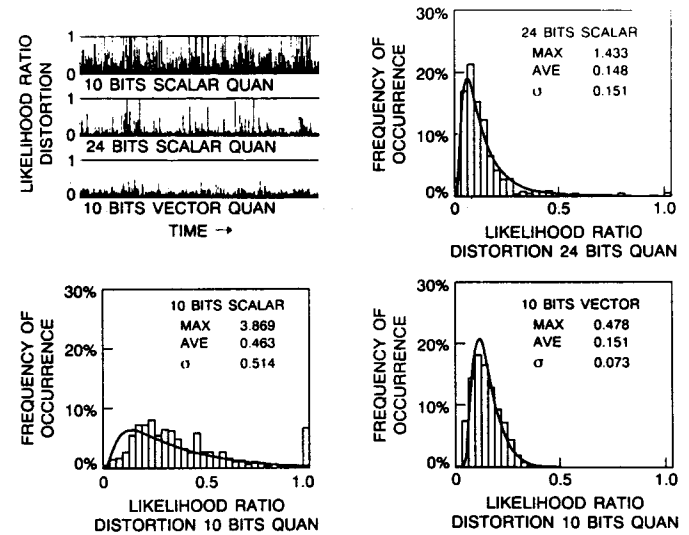 LIKELIHOOD RATIO
DISTORTION
1
0
10 BITS SCALAR QUAN
1
0
24 BITS SCALAR QUAN
1
0
10 BITS VECTOR QUAN
TIME →
FREQUENCY OF
OCCURRENCE
30%
20%
10%
0%
24 BITS SCALAR
MAX 1.433
AVE 0.148
σ 0.151
0 0.5 1.0
LIKELIHOOD RATIO
DISTORTION 24 BITS QUAN
FREQUENCY OF
OCCURRENCE
30%
20%
10%
0%
10 BITS SCALAR
MAX 3.869
AVE 0.463
σ 0.514
0 0.5 1.0
LIKELIHOOD RATIO
DISTORTION 10 BITS QUAN
FREQUENCY OF
OCCURRENCE
30%
20%
10%
0%
10 BITS VECTOR
MAX 0.478
AVE 0.151
σ 0.073
0 0.5 1.0
LIKELIHOOD RATIO
DISTORTION 10 BITS QUAN